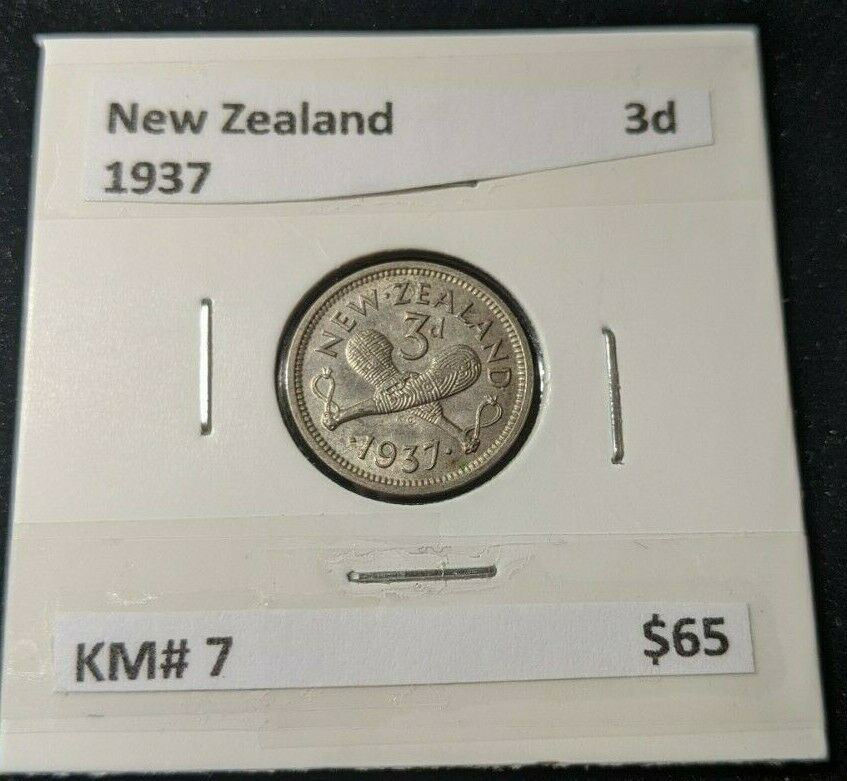 New Zealand 3d
1937
NEW·ZEALAND
3d
·1937·
KM# 7 $65